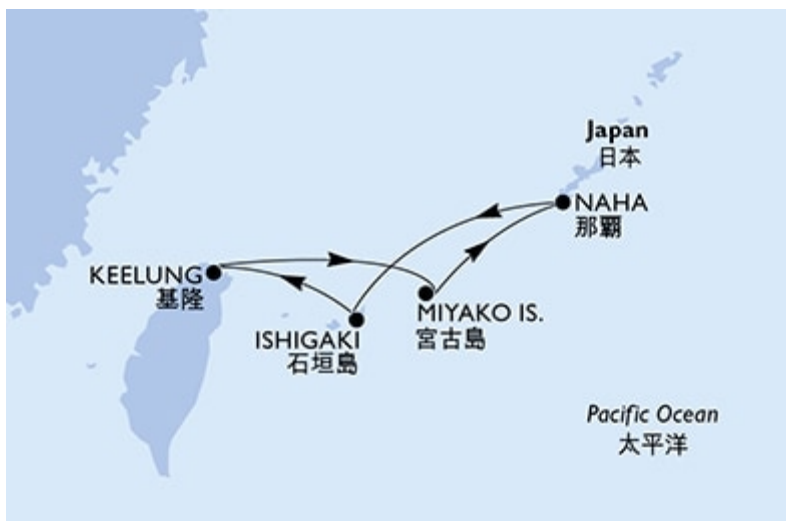 Japan
日本
NAHA
那覇
KEELUNG
基隆
MIYAKO IS.
宮古島
ISHIGAKI
石垣島
Pacific Ocean
太平洋